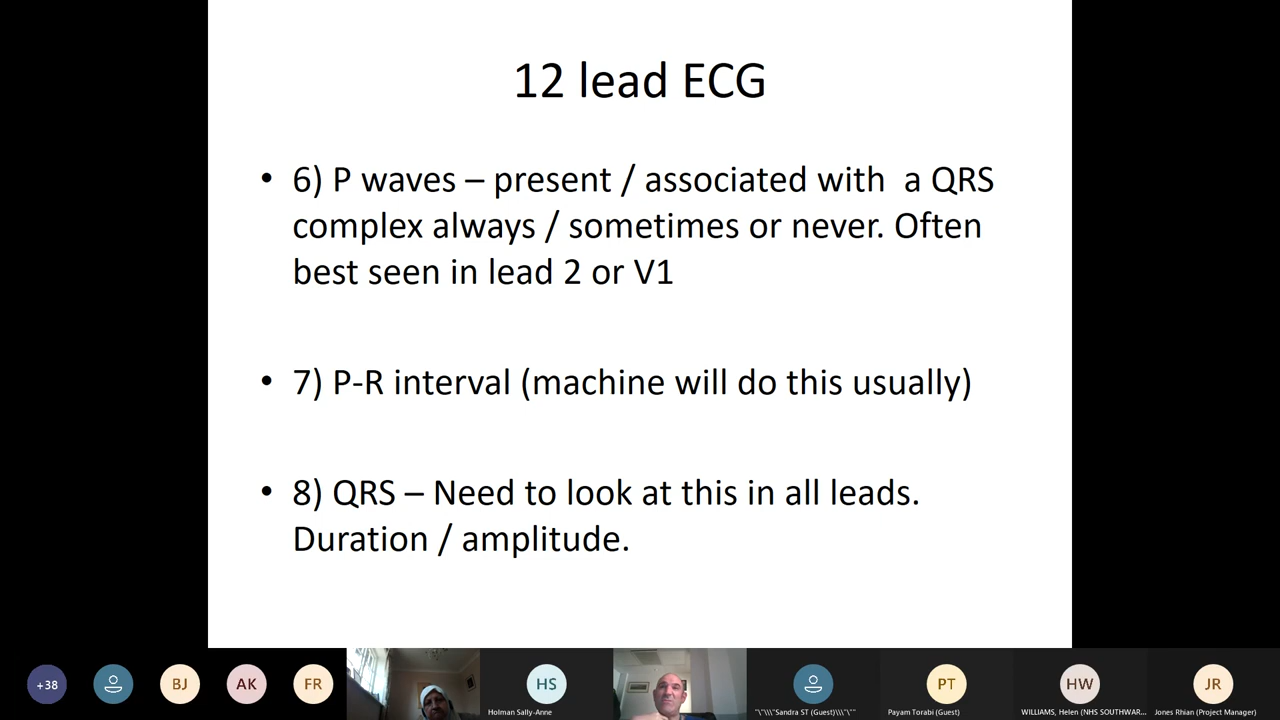 12 lead ECG
• 6) P waves – present / associated with a QRS
complex always / sometimes or never. Often
best seen in lead 2 or V1
• 7) P-R interval (machine will do this usually)
• 8) QRS – Need to look at this in all leads.
Duration / amplitude.
+38
BJ
AK
FR
HS
PT
HW
JR
Holman Sally-Anne
"\"\\\"Sandra ST (Guest)\\\"\""
Payam Torabi (Guest)
WILLIAMS, Helen (NHS SOUTHWAR...
Jones Rhian (Project Manager)